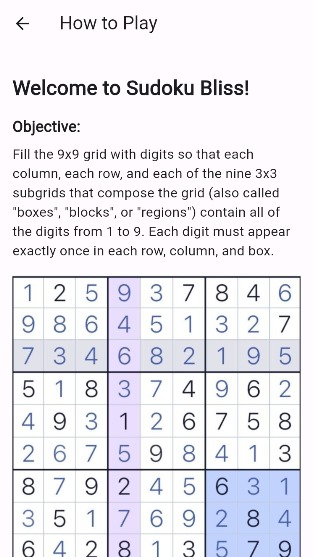 How to Play
Welcome to Sudoku Bliss!
Objective:
Fill the 9x9 grid with digits so that each
column, each row, and each of the nine 3x3
subgrids that compose the grid (also called
"boxes", "blocks", or "regions") contain all of
the digits from 1 to 9. Each digit must appear
exactly once in each row, column, and box.
1 2 5 9 3 7 8 4 6
9 8 6 4 5 1 3 2 7
7 3 4 6 8 2 1 9 5
5 1 8 3 7 4 9 6 2
4 9 3 1 2 6 7 5 8
2 6 7 5 9 8 4 1 3
8 7 9 2 4 5 6 3 1
3 5 1 7 6 9 2 8 4
6 4 2 8 1 3 5 7 9